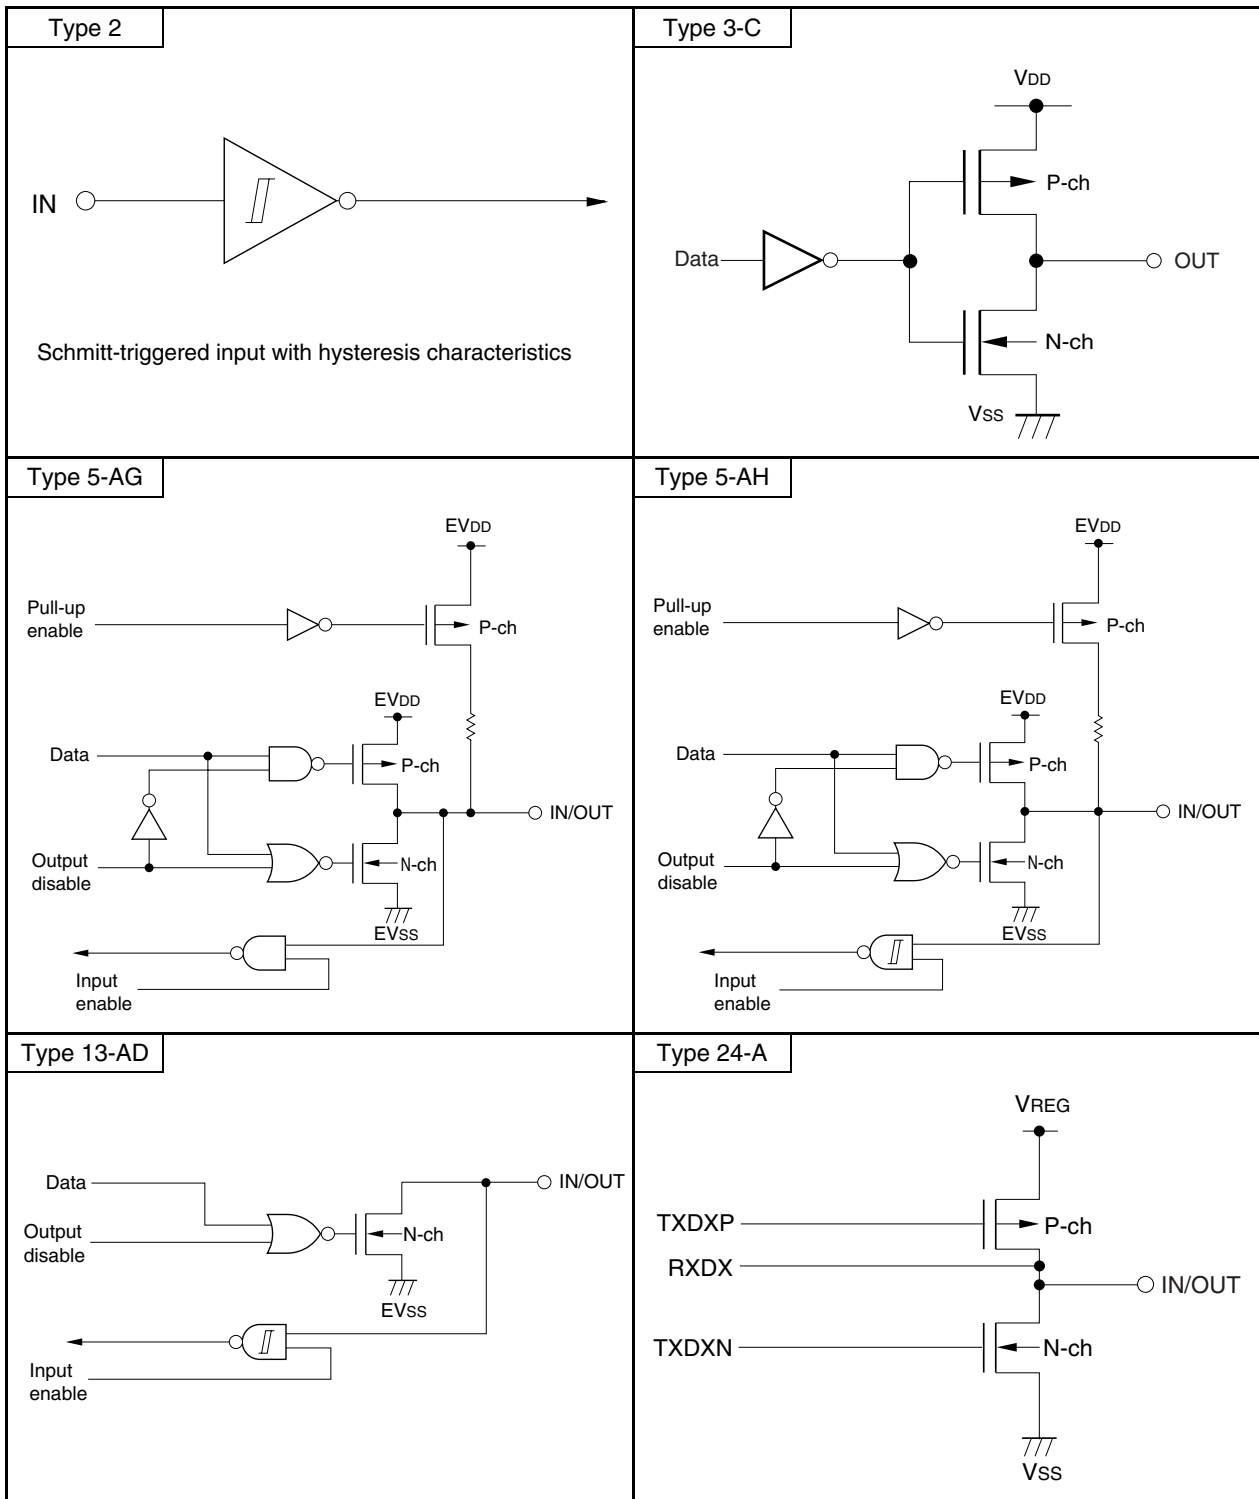 Type 2
IN
Schmitt-triggered input with hysteresis characteristics
Type 3-C
VDD
P-ch
Data
OUT
N-ch
VSS
Type 5-AG
EVDD
Pull-up
enable
P-ch
EVDD
Data
P-ch
IN/OUT
Output
disable
N-ch
EVSS
Input
enable
Type 5-AH
EVDD
Pull-up
enable
P-ch
EVDD
Data
P-ch
IN/OUT
Output
disable
N-ch
EVSS
Input
enable
Type 13-AD
Data
IN/OUT
Output
disable
N-ch
EVSS
Input
enable
Type 24-A
VREG
TXDXP
P-ch
RXDX
IN/OUT
TXDXN
N-ch
VSS